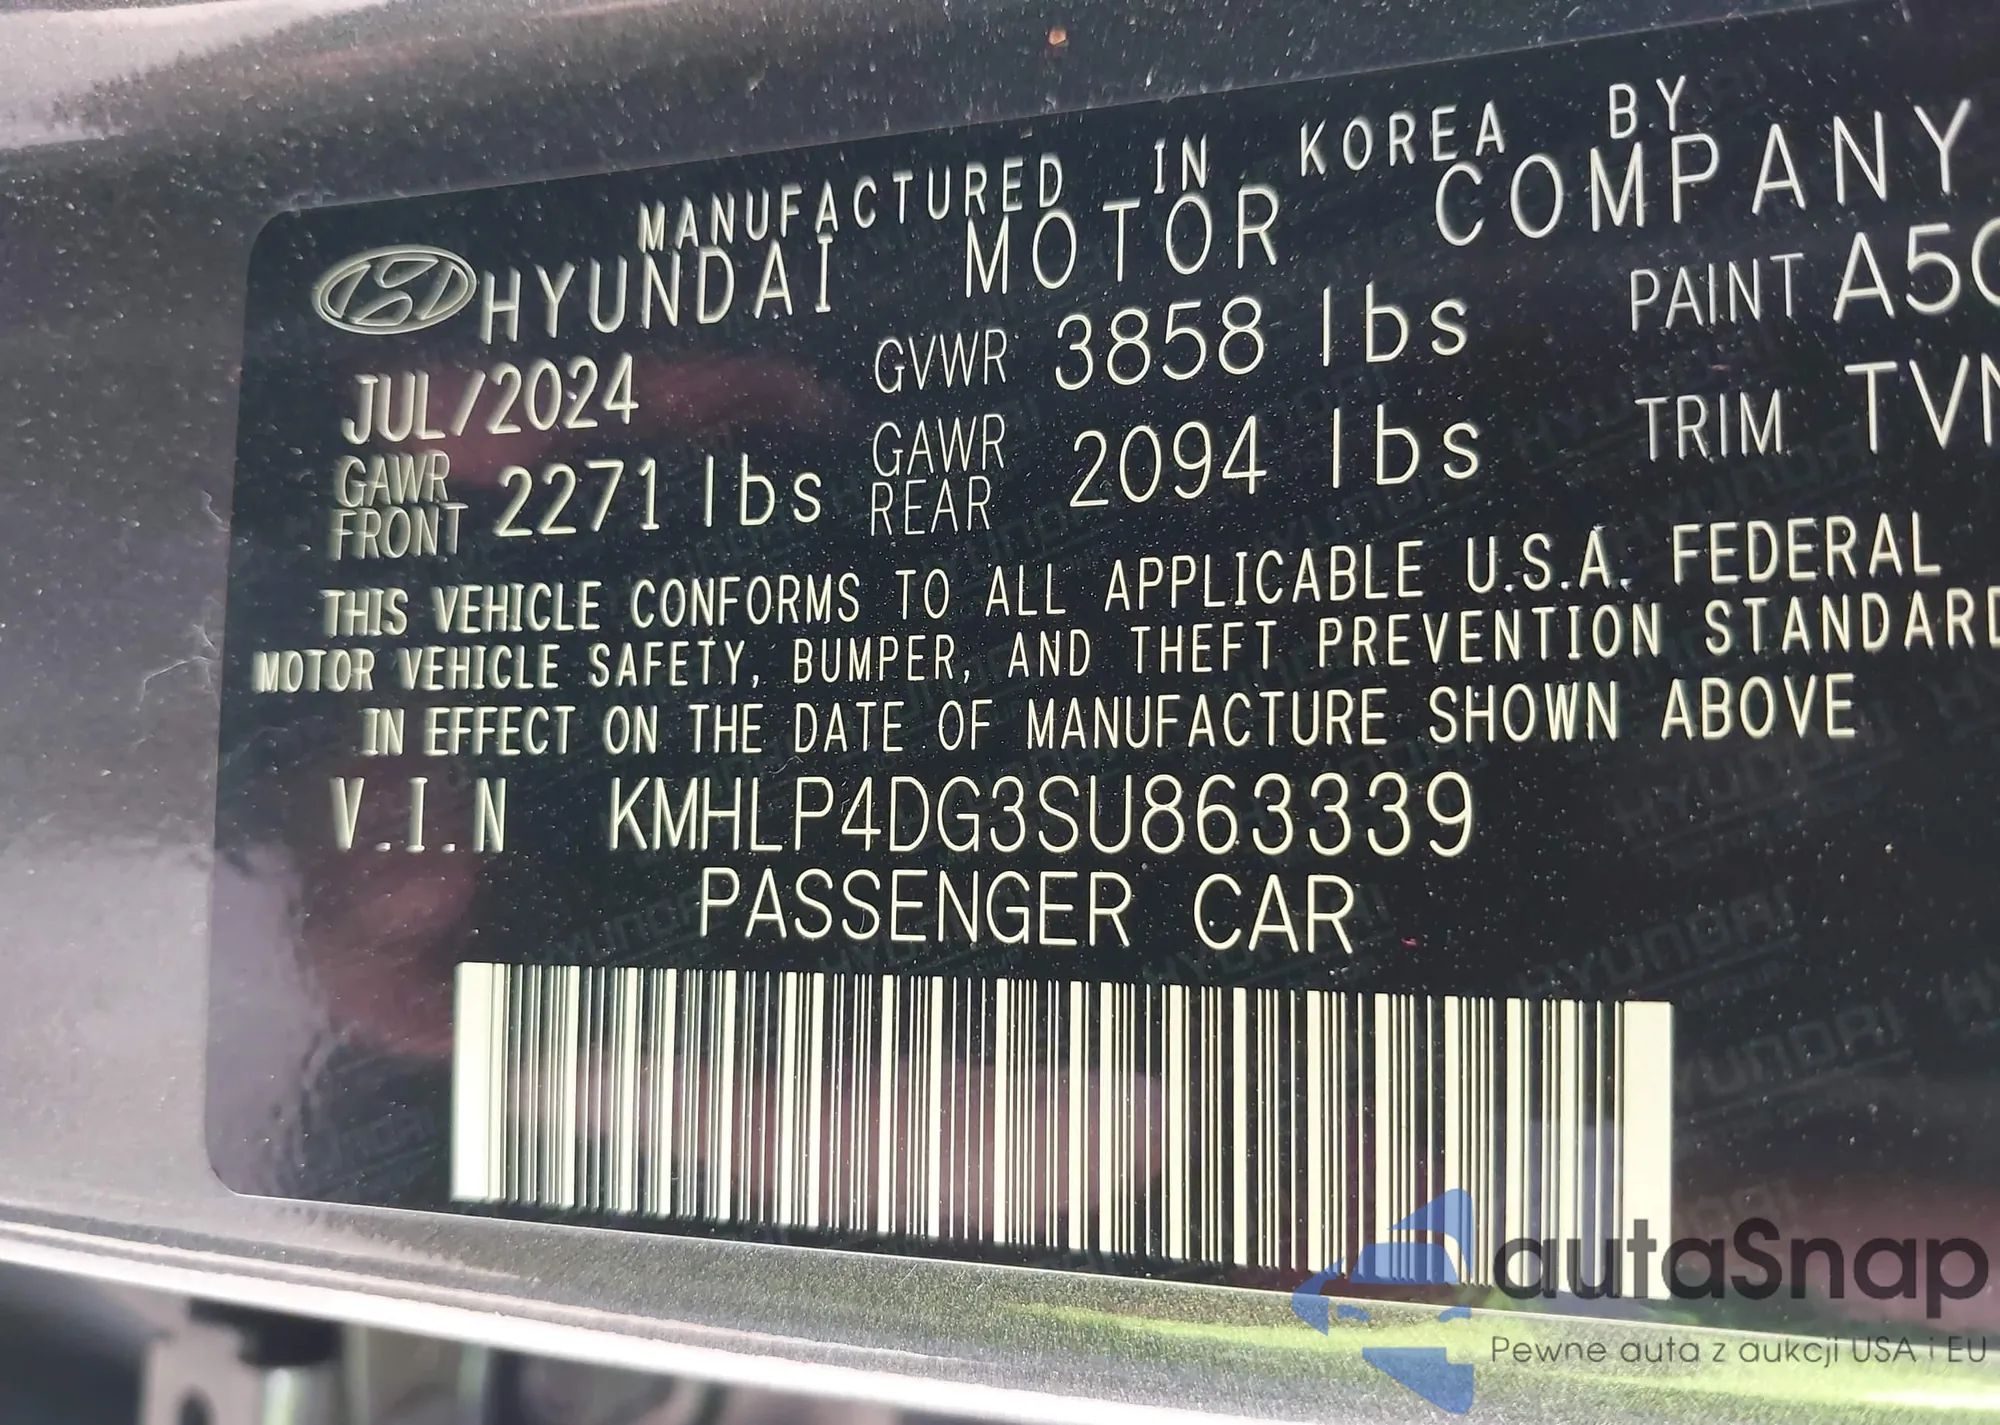 MANUFACTURED IN KOREA BY
HYUNDAI MOTOR COMPANY
JUL/2024 GVWR 3858 lbs PAINT
GAWR FRONT 2271 lbs GAWR REAR 2094 lbs TRIM
THIS VEHICLE CONFORMS TO ALL APPLICABLE U.S.A. FEDERAL
MOTOR VEHICLE SAFETY, BUMPER, AND THEFT PREVENTION STANDARD
IN EFFECT ON THE DATE OF MANUFACTURE SHOWN ABOVE
V.I.N KMHLP4DG3SU863339
PASSENGER CAR
autaSnap
Pewne auta z aukcji USA i EU